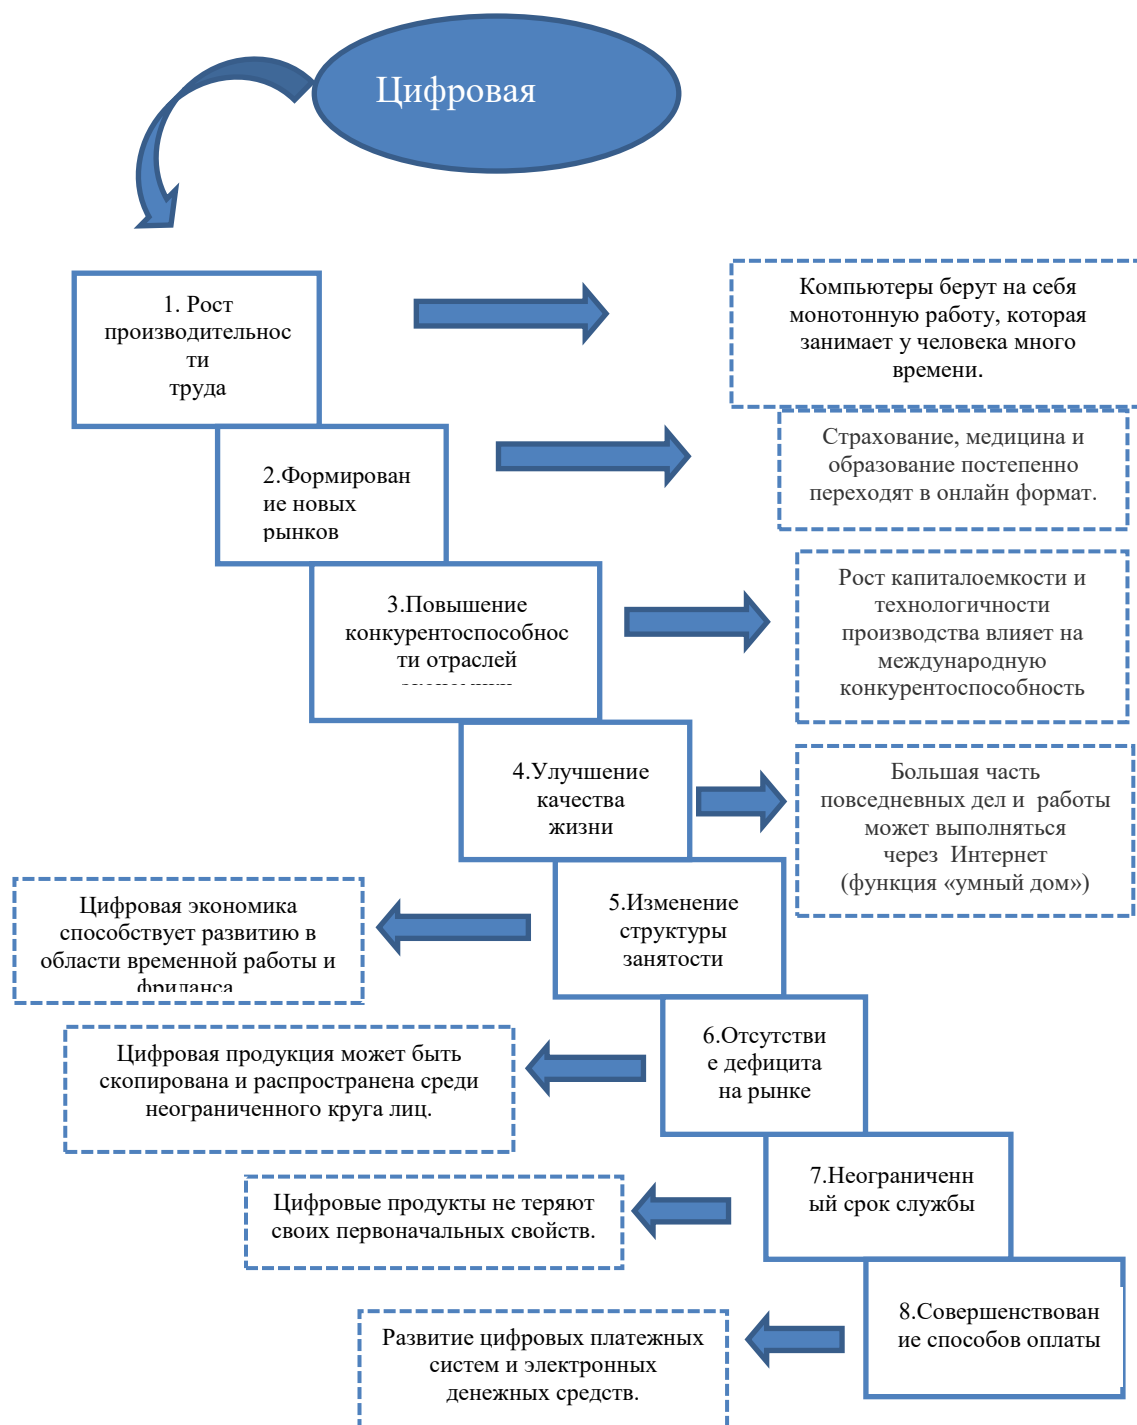 Цифровая
1. Рост
производительнос
ти
труда
Компьютеры берут на себя
монотонную работу, которая
занимает у человека много
времени.
2.Формирован
ие новых
рынков
Страхование, медицина и
образование постепенно
переходят в онлайн формат.
3.Повышение
конкурентоспособнос
ти отраслей
Рост капиталоемкости и
технологичности
производства влияет на
международную
конкурентоспособность
4.Улучшение
качества
жизни
Большая часть
повседневных дел и работы
может выполняться
через Интернет
(функция «умный дом»)
5.Изменение
структуры
занятости
Цифровая экономика
способствует развитию в
области временной работы и
фриланса
6.Отсутстви
е дефицита
на рынке
Цифровая продукция может быть
скопирована и распространена среди
неограниченного круга лиц.
7.Неограниченн
ый срок службы
Цифровые продукты не теряют
своих первоначальных свойств.
8.Совершенствован
ие способов оплаты
Развитие цифровых платежных
систем и электронных
денежных средств.